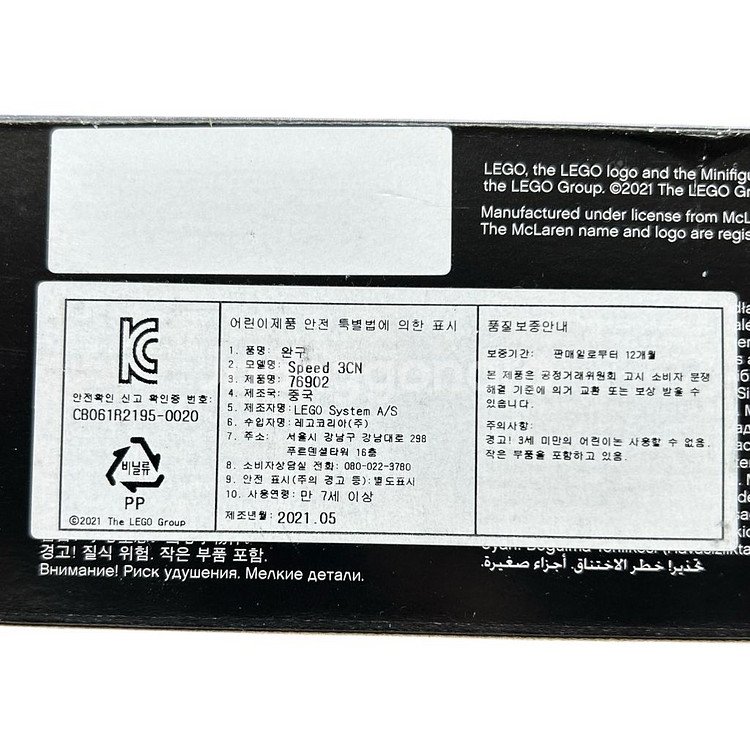 LEGO, the LEGO logo and the Minifigu
the LEGO Group. ©2021 The LEGO Gr
Manufactured under license from McL
The McLaren name and logo are regis
KC
안전확인 신고 확인증 번호:
CB061R2195-0020
비닐류
PP
©2021 The LEGO Group
어린이제품 안전 특별법에 의한 표시
1. 품명: 완구
2. 모델명: Speed 3CN
3. 제품명: 76902
4. 제조국: 중국
5. 제조자명: LEGO System A/S
6. 수입자명: 레고코리아(주)
7. 주소: 서울시 강남구 강남대로 298
푸르덴셜타워 16층
8. 소비자상담실 전화: 080-022-3780
9. 안전 표시(주의 경고 등): 별도표시
10. 사용연령: 만 7세 이상
제조년월: 2021.05
품질보증안내
보증기간: 판매일로부터 12개월
본 제품은 공정거래위원회 고시 소비자 분쟁
해결 기준에 의거 교환 또는 보상 받을 수
있습니다.
주의사항:
경고! 3세 미만의 어린이는 사용할 수 없음.
작은 부품을 포함하고 있음.
경고! 질식 위험. 작은 부품 포함.
Внимание! Риск удушения. Мелкие детали.
تحذير! خطر الاختناق. أجزاء صغيرة.